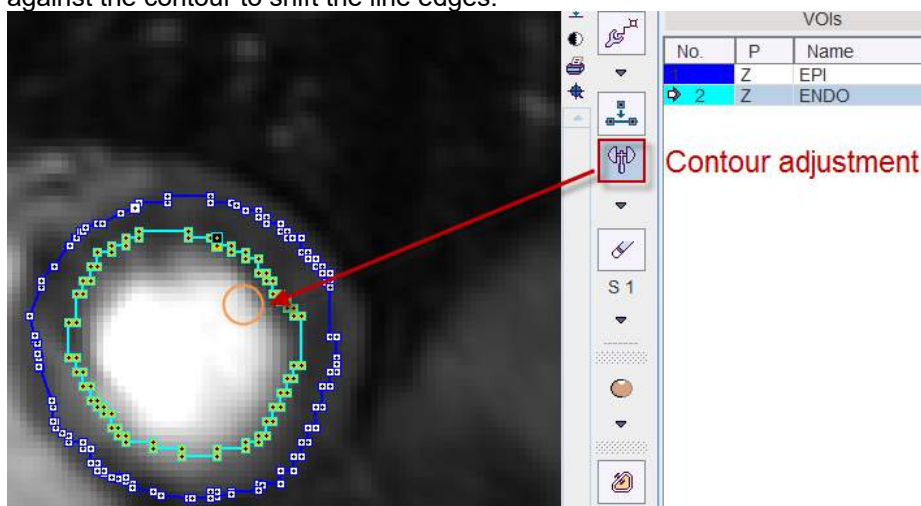 against the contour to shift the line edges.
VOIs
No. P Name
1 Z EPI
2 Z ENDO
Contour adjustment
S 1